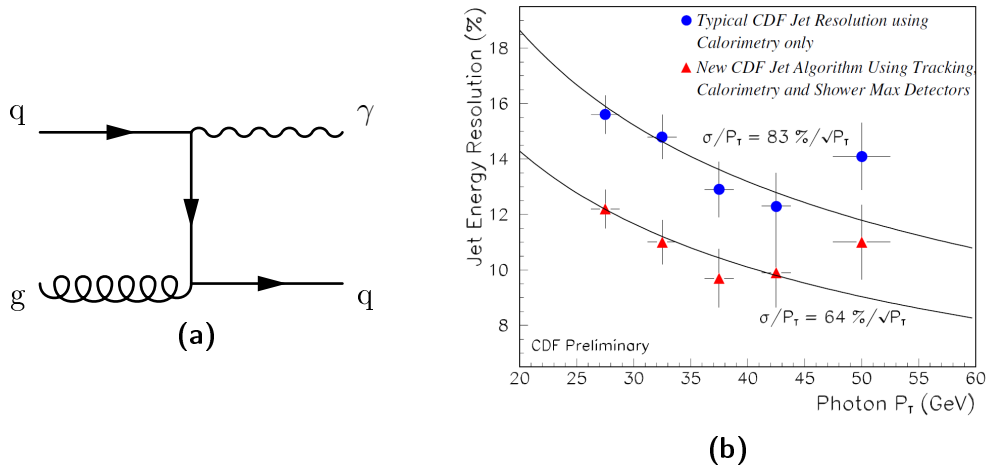 q
γ
g
q
(a)
Jet Energy Resolution (%)
18
16
14
12
10
8
Typical CDF Jet Resolution using
Calorimetry only
New CDF Jet Algorithm Using Tracking,
Calorimetry and Shower Max Detectors
σ/P_T = 83 %/√P_T
σ/P_T = 64 %/√P_T
CDF Preliminary
20 25 30 35 40 45 50 55 60
Photon P_T (GeV)
(b)